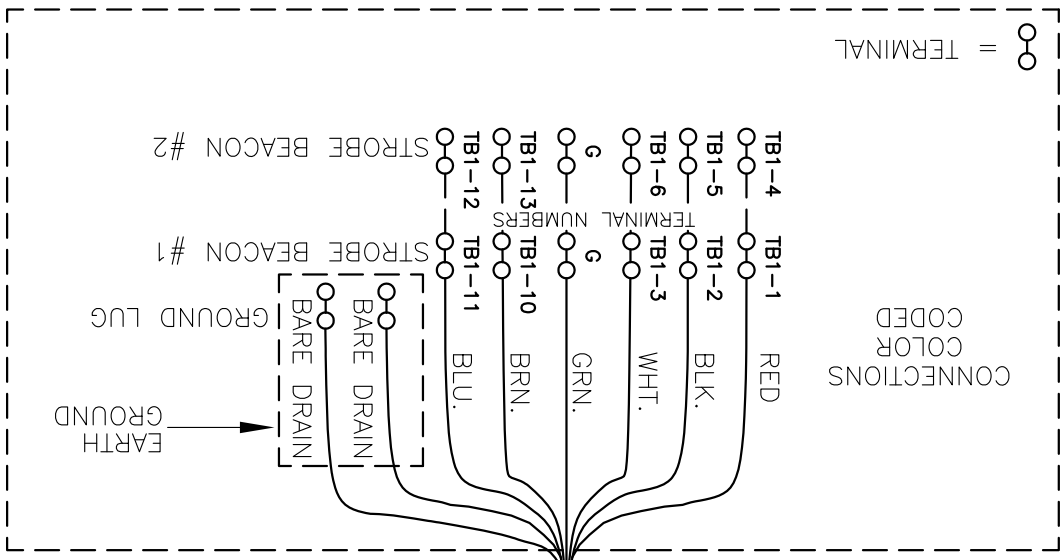 CONNECTIONS
COLOR
CODED
EARTH
GROUND
BARE DRAIN
BARE DRAIN
BLU.
BRN.
GRN.
WHT.
BLK.
RED
GROUND LUG
STROBE BEACON #1
TB1-11
TB1-10
G
TB1-3
TB1-2
TB1-1
TERMINAL NUMBERS
STROBE BEACON #2
TB1-12
TB1-13
G
TB1-6
TB1-5
TB1-4
= TERMINAL